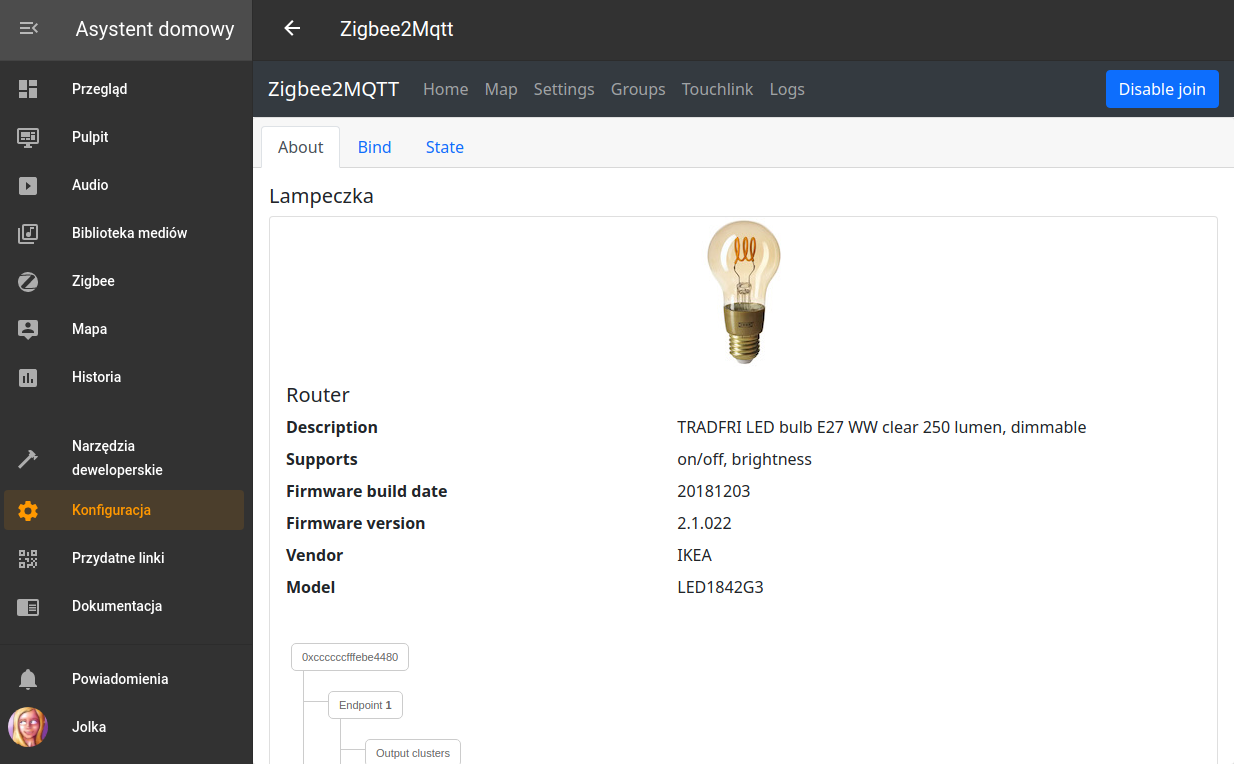 Asystent domowy
Zigbee2Mqtt
Przegląd
Pulpit
Audio
Biblioteka mediów
Zigbee
Mapa
Historia
Narzędzia
deweloperskie
Konfiguracja
Przydatne linki
Dokumentacja
Powiadomienia
Jolka
Zigbee2MQTT Home Map Settings Groups Touchlink Logs Disable join
About Bind State
Lampeczka
Router
Description TRADFRI LED bulb E27 WW clear 250 lumen, dimmable
Supports on/off, brightness
Firmware build date 20181203
Firmware version 2.1.022
Vendor IKEA
Model LED1842G3
0xccccccfffebe4480
Endpoint 1
Output clusters